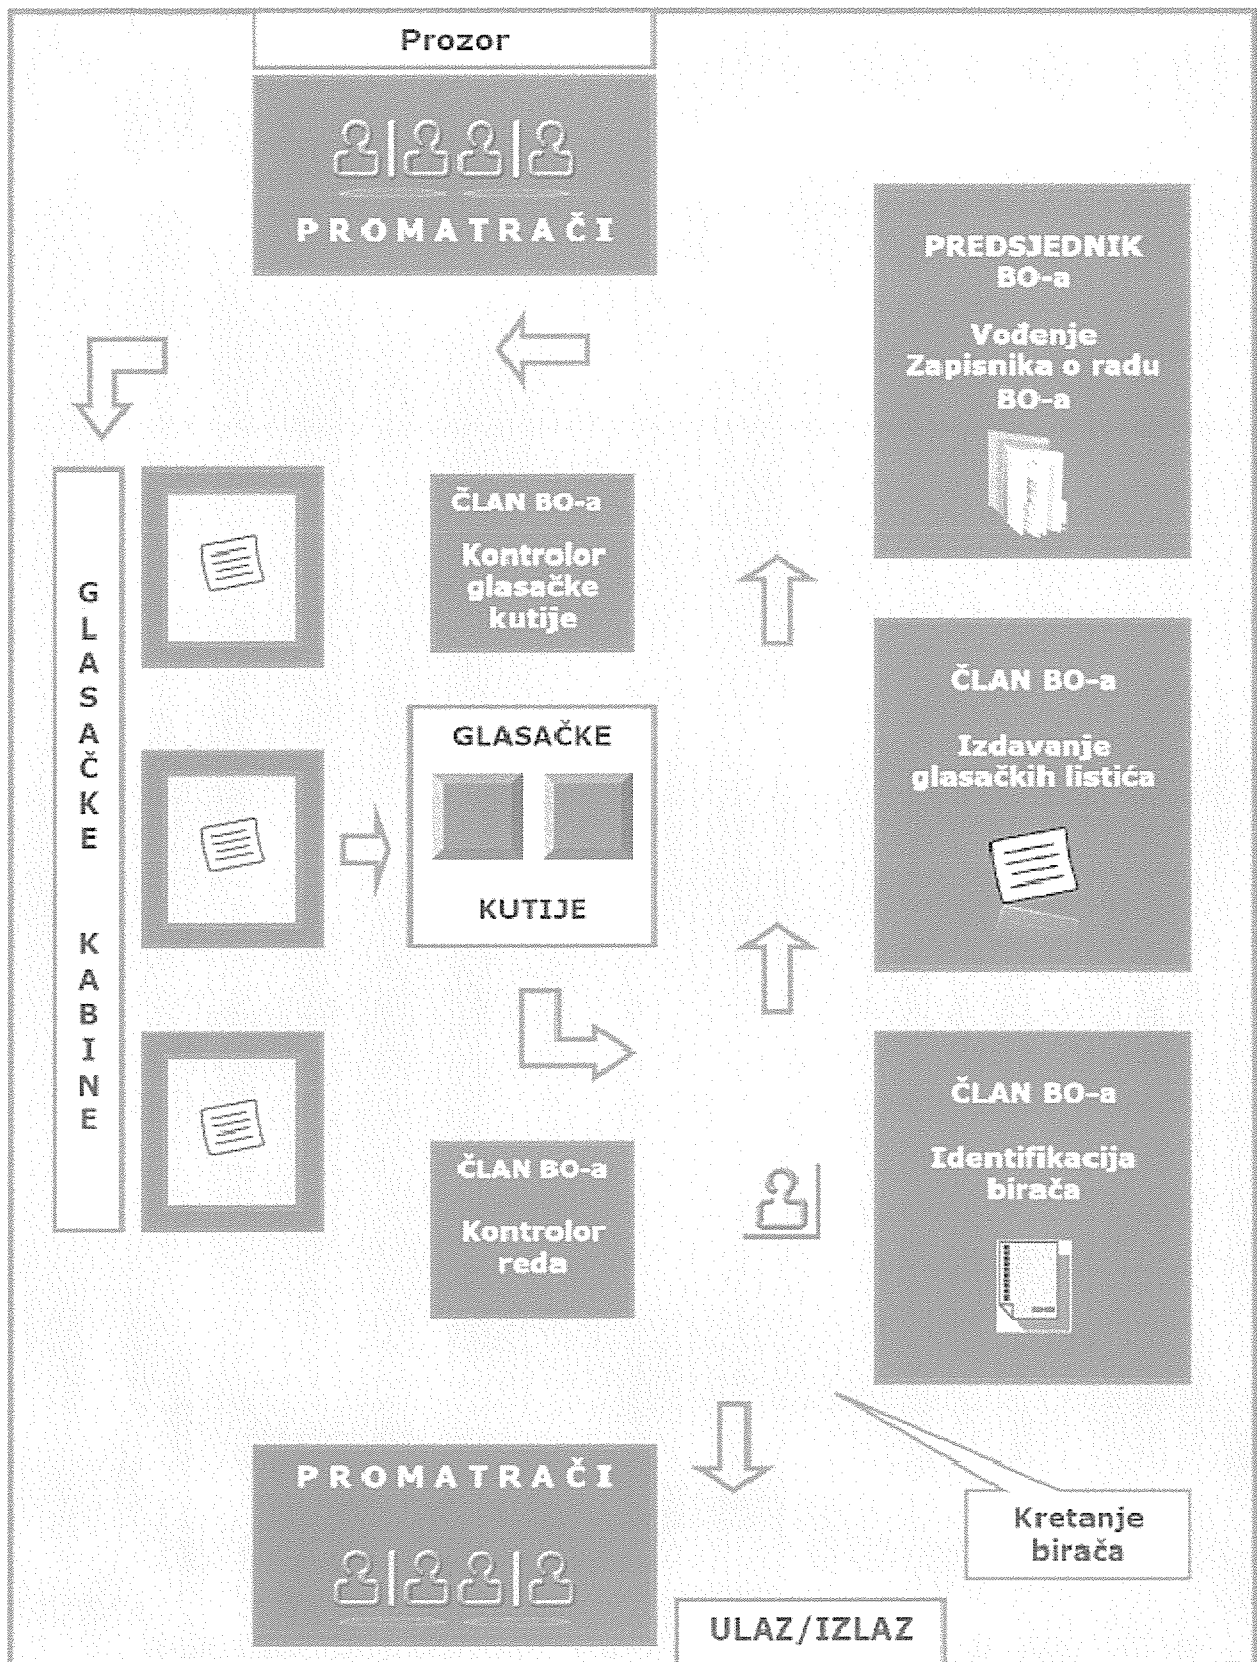 Prozor
PROMATRAČI
PREDSJEDNIK
BO-a
Vođenje
Zapisnika o radu
BO-a
GLASAČKE KABINE
ČLAN BO-a
Kontrolor
glasačke
kutije
GLASAČKE
KUTIJE
ČLAN BO-a
Izdavanje
glasačkih listića
ČLAN BO-a
Kontrolor
reda
ČLAN BO-a
Identifikacija
birača
PROMATRAČI
Kretanje
birača
ULAZ/IZLAZ